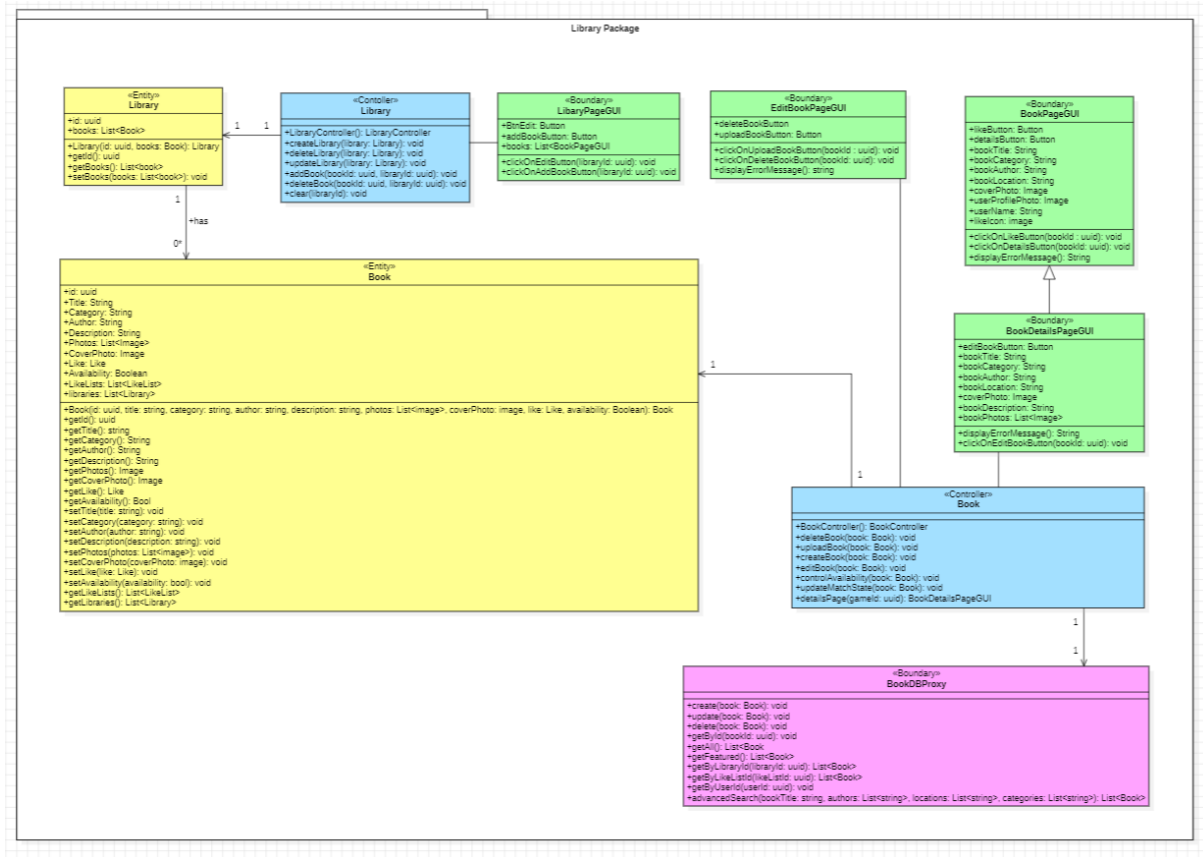 Library Package
«Entity»
Library
+id: uuid
+books: List<Book>
+Library(id: uuid, books: Book): Library
+getId(): uuid
+getBooks(): List<book>
+setBooks(books: List<book>): void
1
1
«Contoller»
Library
+LibraryController(): LibraryController
+createLibrary(library: Library): void
+deleteLibrary(library: Library): void
+updateLibrary(library: Library): void
+addBook(bookId: uuid, libraryId: uuid): void
+deleteBook(bookId: uuid, libraryId: uuid): void
+clear(libraryId): void
«Boundary»
LibaryPageGUI
+BtnEdit: Button
+addBookButton: Button
+books: List<BookPageGUI
+clickOnEditButton(libraryId: uuid): void
+clickOnAddBookButton(libraryId: uuid): void
«Boundary»
EditBookPageGUI
+deleteBookButton
+uploadBookButton: Button
+clickOnUploadBookButton(bookId : uuid): void
+clickOnDeleteBookButton(bookId: uuid): void
+displayErrorMessage(): string
«Boundary»
BookPageGUI
+likeButton: Button
+detailsButton: Button
+bookTitle: String
+bookCategory: String
+bookAuthor: String
+bookLocation: String
+coverPhoto: Image
+userProfilePhoto: Image
+userName: String
+likeIcon: image
+clickOnLikeButton(bookId : uuid): void
+clickOnDetailsButton(bookId: uuid): void
+displayErrorMessage(): String
1
+has
0*
«Entity»
Book
+id: uuid
+Title: String
+Category: String
+Author: String
+Description: String
+Photos: List<Image>
+CoverPhoto: Image
+Like: Like
+Availability: Boolean
+LikeLists: List<LikeList>
+libraries: List<Library>
+Book(id: uuid, title: string, category: string, author: string, description: string, photos: List<image>, coverPhoto: image, like: Like, availability: Boolean): Book
+getId(): uuid
+getTitle(): string
+getCategory(): String
+getAuthor(): String
+getDescription(): String
+getPhotos(): Image
+getCoverPhoto(): Image
+getLike(): Like
+getAvailability(): Bool
+setTitle(title: string): void
+setCategory(category: string): void
+setAuthor(author: string): void
+setDescription(description: string): void
+setPhotos(photos: List<image>): void
+setCoverPhoto(coverPhoto: image): void
+setLike(like: Like): void
+setAvailability(availability: bool): void
+getLikeLists(): List<LikeList>
+getLibraries(): List<Library>
1
1
«Boundary»
BookDetailsPageGUI
+editBookButton: Button
+bookTitle: String
+bookCategory: String
+bookAuthor: String
+bookLocation: String
+coverPhoto: Image
+bookDescription: String
+bookPhotos: List<Image>
+displayErrorMessage(): String
+clickOnEditBookButton(bookId: uuid): void
«Controller»
Book
+BookController(): BookController
+deleteBook(book: Book): void
+uploadBook(book: Book): void
+createBook(book: Book): void
+editBook(book: Book): void
+controlAvailability(book: Book): void
+updateMatchState(book: Book): void
+detailsPage(gameId: uuid): BookDetailsPageGUI
1
1
«Boundary»
BookDBProxy
+create(book: Book): void
+update(book: Book): void
+delete(book: Book): void
+getById(bookId: uuid): void
+getAll(): List<Book
+getFeatured(): List<Book>
+getByLibraryId(libraryId: uuid): List<Book>
+getByLikeListId(likeListId: uuid): List<Book>
+getByUserId(userId: uuid): void
+advancedSearch(bookTitle: string, authors: List<string>, locations: List<string>, categories: List<string>): List<Book>